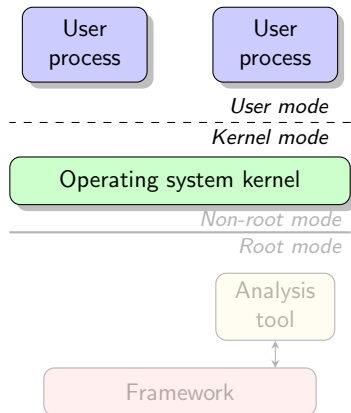 User
process
User
process
User mode
Kernel mode
Operating system kernel
Non-root mode
Root mode
Analysis
tool
Framework